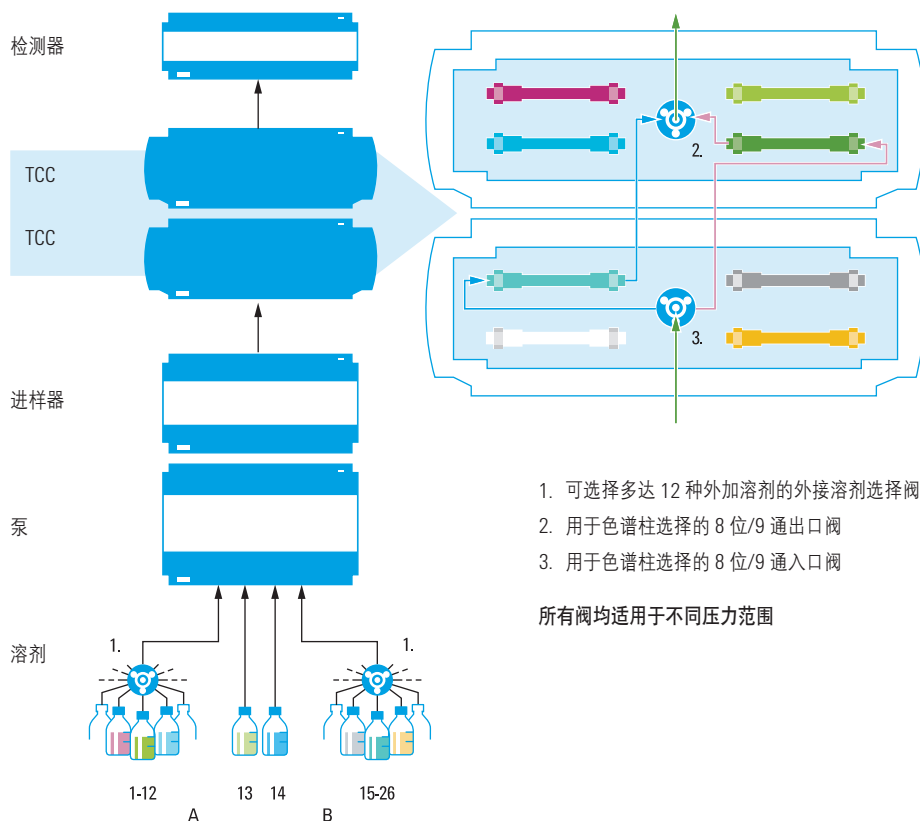 检测器
TCC
TCC
进样器
泵
溶剂
1.
1.
1-12
13
14
15-26
A
B
2.
3.
1. 可选择多达 12 种外加溶剂的外接溶剂选择阀
2. 用于色谱柱选择的 8 位/9 通出口阀
3. 用于色谱柱选择的 8 位/9 通入口阀
所有阀均适用于不同压力范围